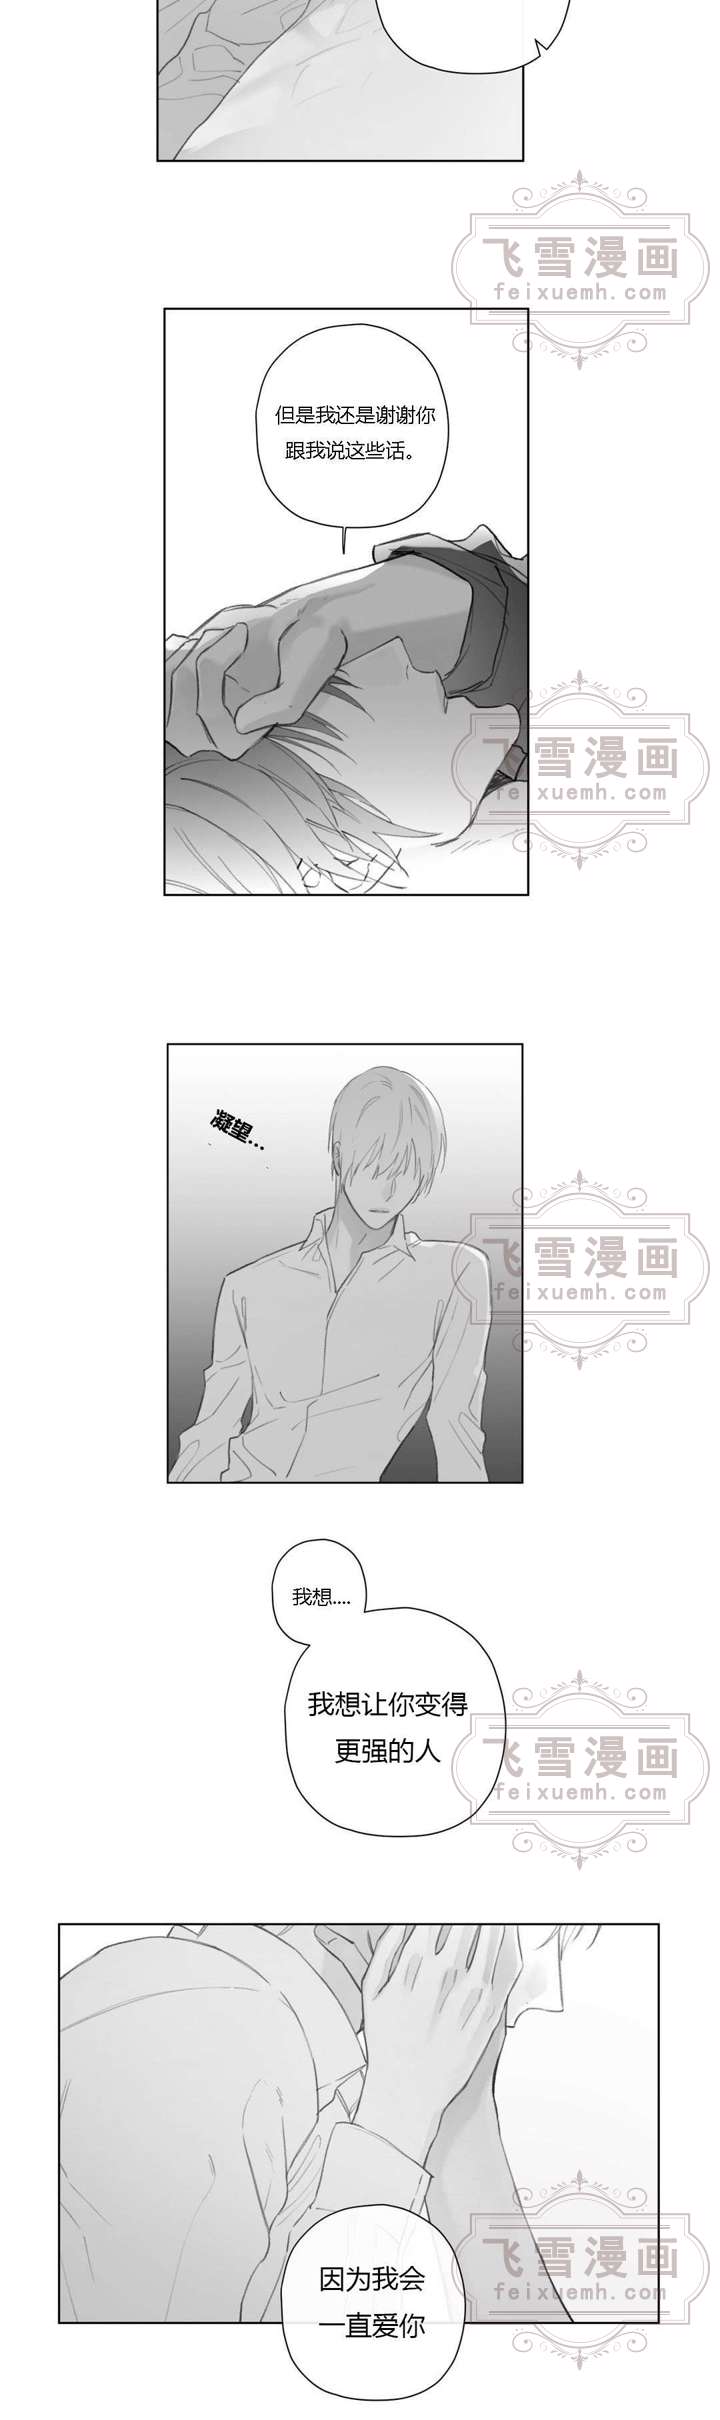 飞雪漫画
feixuemh.com
但是我还是谢谢你
跟我说这些话。
飞雪漫画
feixuemh.com
凝望...
飞雪漫画
feixuemh.com
我想....
我想让你变得
更强的人
飞雪漫画
feixuemh.com
因为我会
一直爱你
飞雪漫画
feixuemh.com